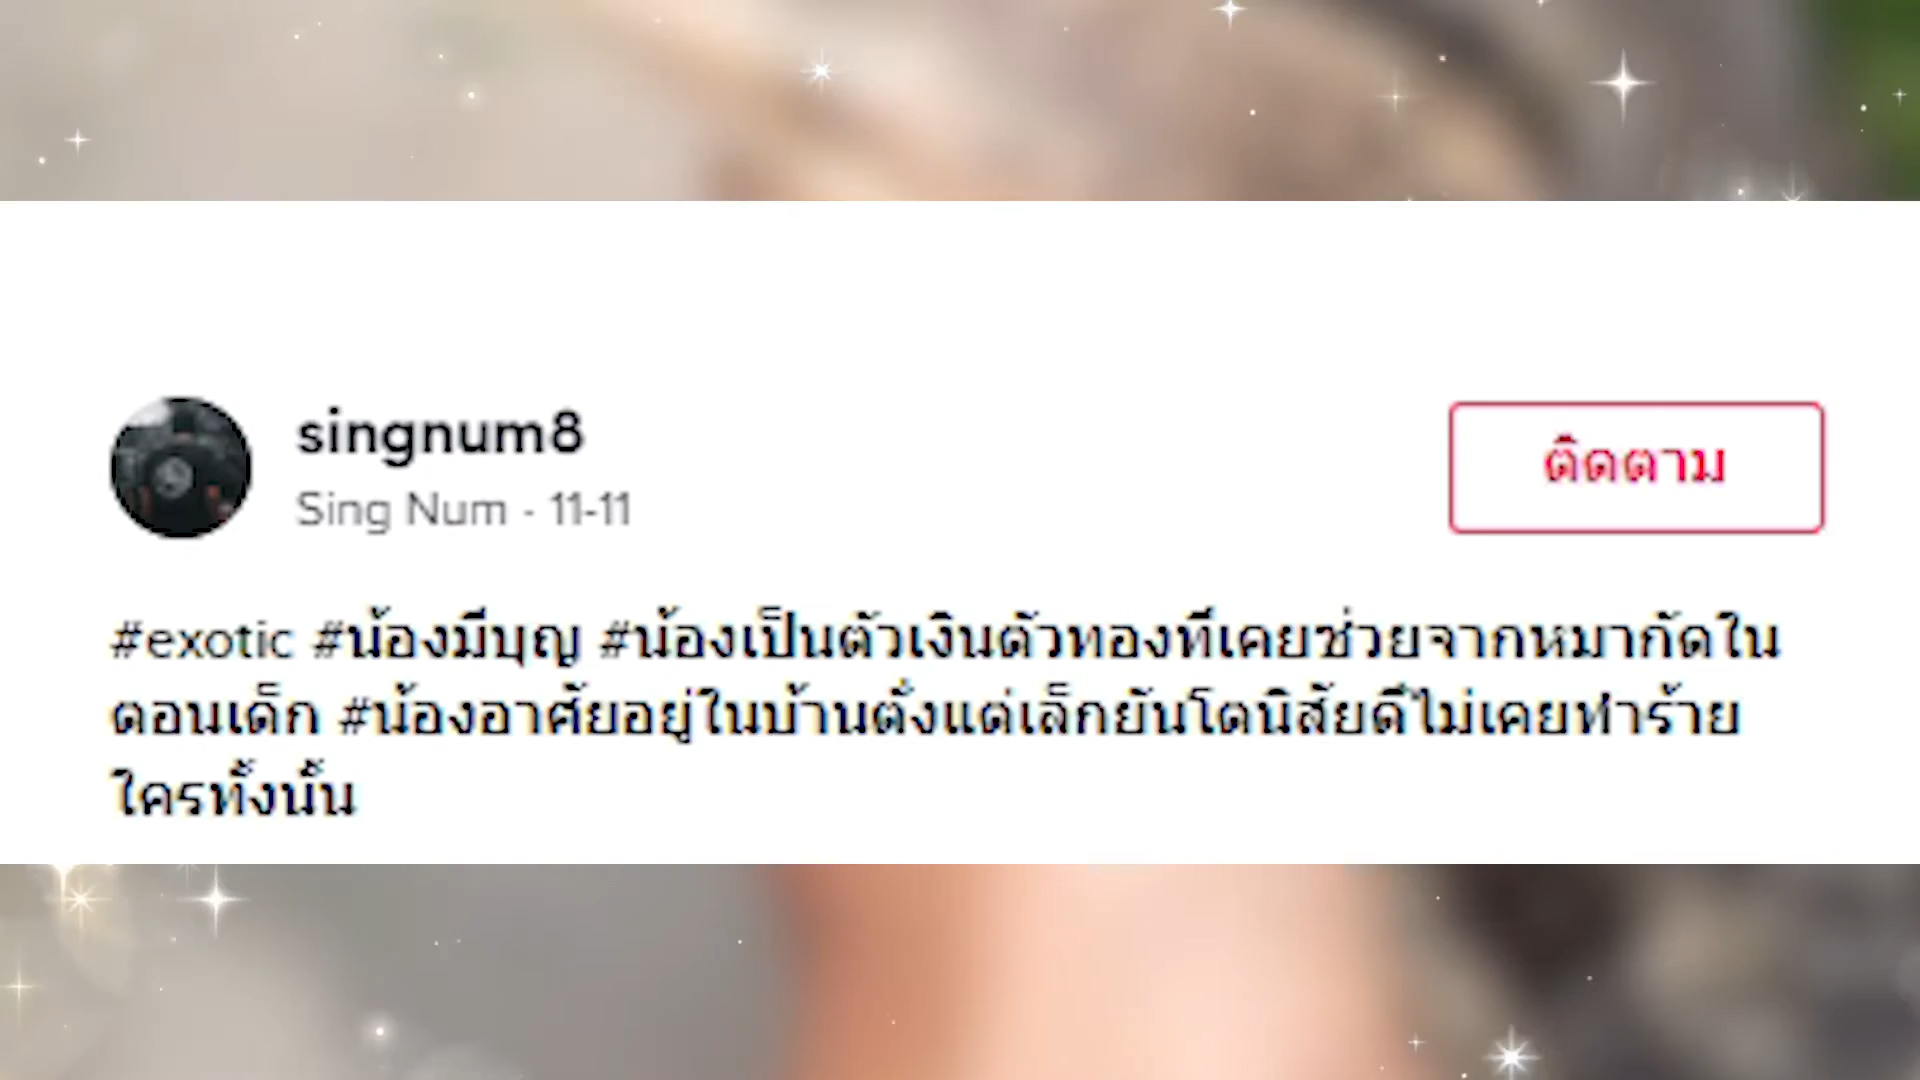 singnum8
Sing Num · 11-11
ติดตาม
#exotic #น้องมีบุญ #น้องเป็นตัวเงินตัวทองที่เคยช่วยจากหมากัดใน
ตอนเด็ก #น้องอาศัยอยู่ในบ้านตั้งแต่เล็กยันโตนิสัยดีไม่เคยทำร้าย
ใครทั้งนั้น